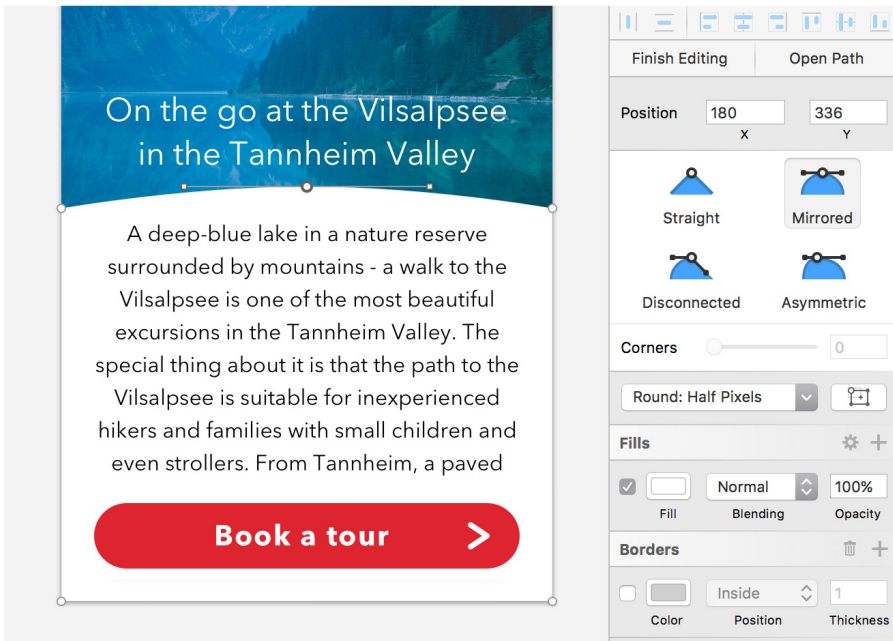 On the go at the Vilsalpsee
in the Tannheim Valley
A deep-blue lake in a nature reserve
surrounded by mountains - a walk to the
Vilsalpsee is one of the most beautiful
excursions in the Tannheim Valley. The
special thing about it is that the path to the
Vilsalpsee is suitable for inexperienced
hikers and families with small children and
even strollers. From Tannheim, a paved
Book a tour
Finish Editing
Open Path
Position 180 336
X Y
Straight Mirrored
Disconnected Asymmetric
Corners 0
Round: Half Pixels
Fills
Normal 100%
Fill Blending Opacity
Borders
Inside 1
Color Position Thickness